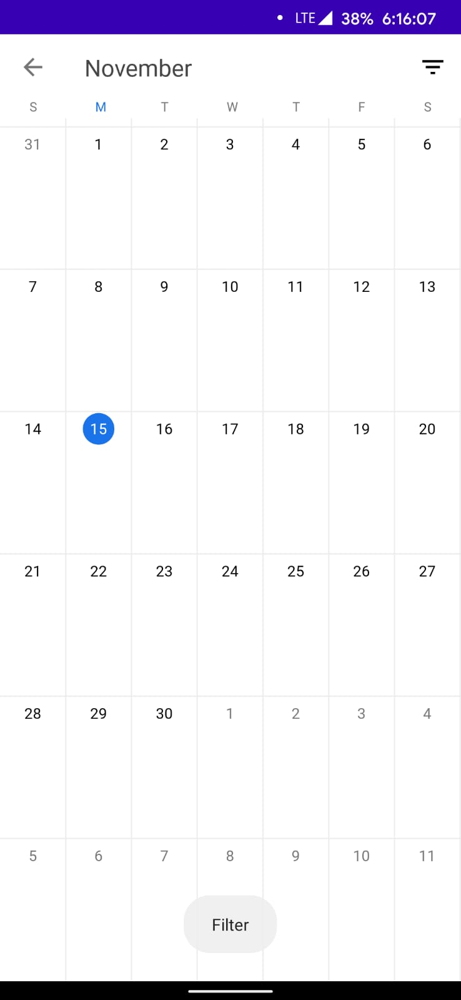 LTE 38% 6:16:07
November
S M T W T F S
31 1 2 3 4 5 6
7 8 9 10 11 12 13
14 15 16 17 18 19 20
21 22 23 24 25 26 27
28 29 30 1 2 3 4
5 6 7 8 9 10 11
Filter